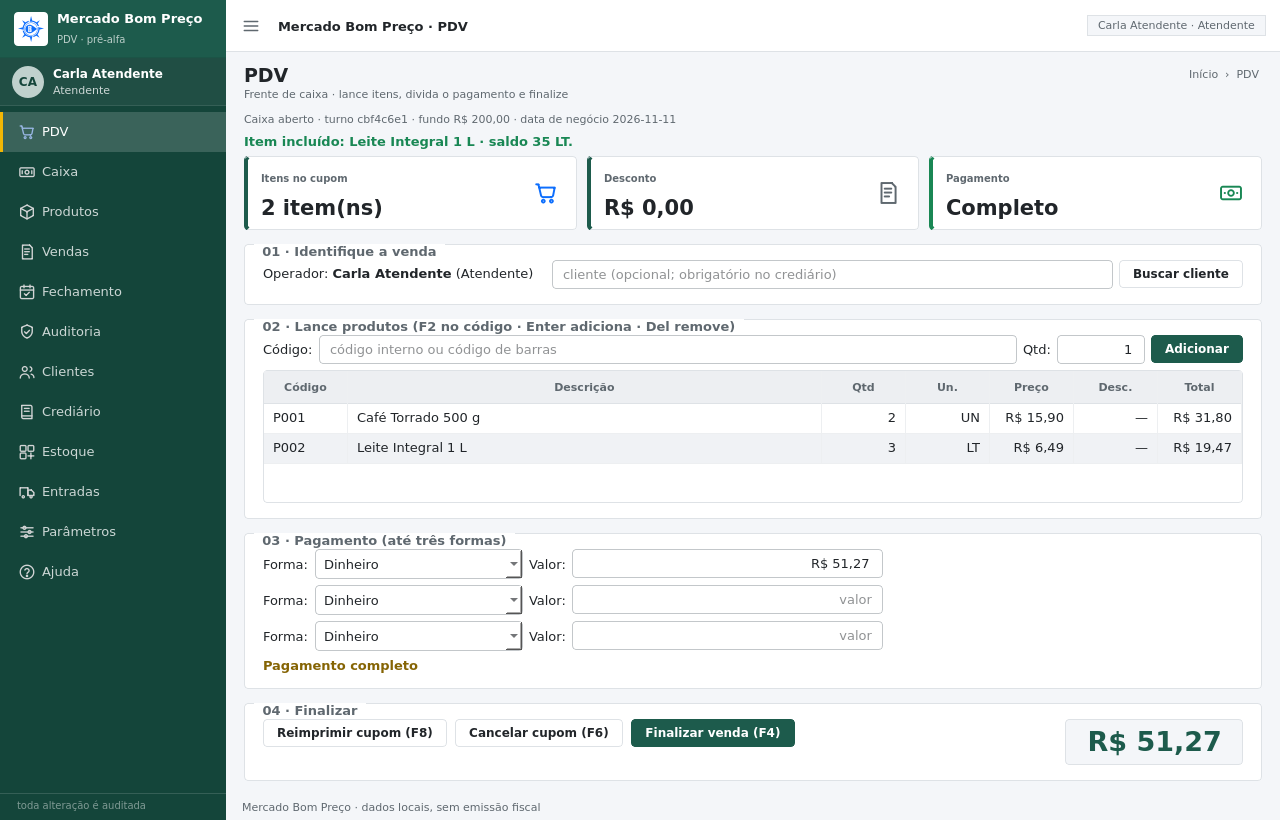 Mercado Bom Preço
PDV · pré-alfa
CA
Carla Atendente
Atendente
PDV
Caixa
Produtos
Vendas
Fechamento
Auditoria
Clientes
Crediário
Estoque
Entradas
Parâmetros
Ajuda
toda alteração é auditada
Mercado Bom Preço · PDV
Carla Atendente · Atendente
PDV
Início › PDV
Frente de caixa · lance itens, divida o pagamento e finalize
Caixa aberto · turno cbf4c6e1 · fundo R$ 200,00 · data de negócio 2026-11-11
Item incluído: Leite Integral 1 L · saldo 35 LT.
Itens no cupom
2 item(ns)
Desconto
R$ 0,00
Pagamento
Completo
01 · Identifique a venda
Operador: Carla Atendente (Atendente) cliente (opcional; obrigatório no crediário) Buscar cliente
02 · Lance produtos (F2 no código · Enter adiciona · Del remove)
Código: código interno ou código de barras Qtd: 1 Adicionar
Código Descrição Qtd Un. Preço Desc. Total
P001 Café Torrado 500 g 2 UN R$ 15,90 — R$ 31,80
P002 Leite Integral 1 L 3 LT R$ 6,49 — R$ 19,47
03 · Pagamento (até três formas)
Forma: Dinheiro Valor: R$ 51,27
Forma: Dinheiro Valor: valor
Forma: Dinheiro Valor: valor
Pagamento completo
04 · Finalizar
Reimprimir cupom (F8) Cancelar cupom (F6) Finalizar venda (F4) R$ 51,27
Mercado Bom Preço · dados locais, sem emissão fiscal